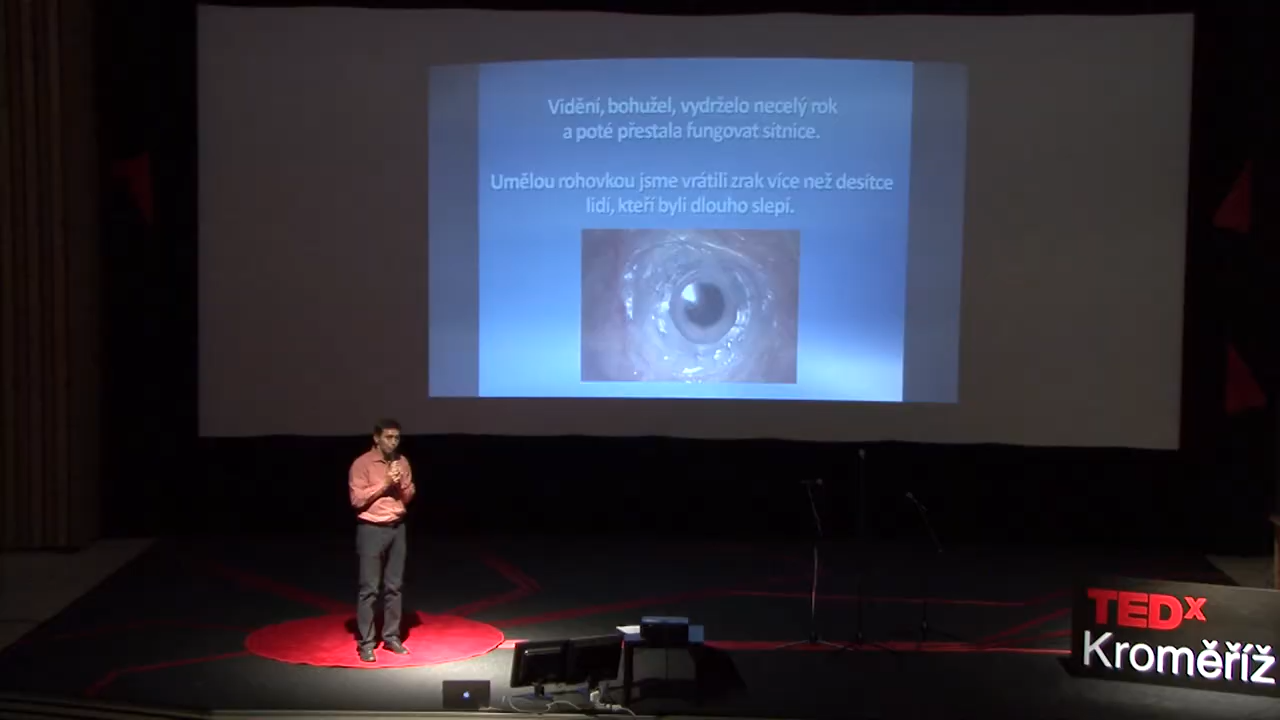 Vidění, bohužel, vydrželo necelý rok
a poté přestala fungovat sítnice.
Umělou rohovkou jsme vrátili zrak více než desítce
lidí, kteří byli dlouho slepí.
TEDx
Kroměříž